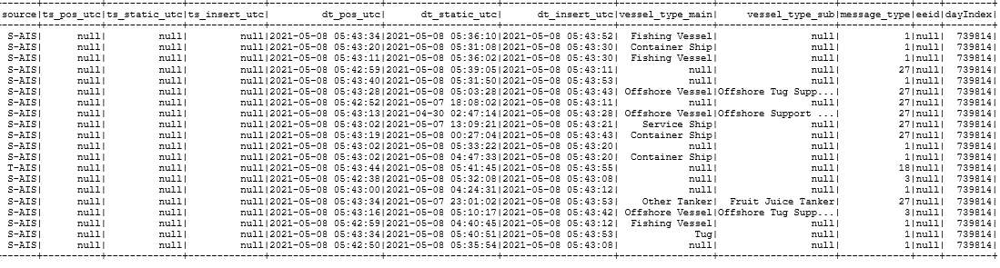 source|ts_pos_utc|ts_static_utc|ts_insert_utc| dt_pos_utc| dt_static_utc| dt_insert_utc|vessel_type_main| vessel_type_sub|message_type|eeid|dayIndex|
S-AIS| null| null| null|2021-05-08 05:43:34|2021-05-08 05:36:10|2021-05-08 05:43:52| Fishing Vessel| null| 1|null| 739814|
S-AIS| null| null| null|2021-05-08 05:43:20|2021-05-08 05:31:08|2021-05-08 05:43:30| Container Ship| null| 1|null| 739814|
S-AIS| null| null| null|2021-05-08 05:43:11|2021-05-08 05:36:02|2021-05-08 05:43:30| Fishing Vessel| null| 1|null| 739814|
S-AIS| null| null| null|2021-05-08 05:42:59|2021-05-08 05:39:05|2021-05-08 05:43:11| null| null| 27|null| 739814|
S-AIS| null| null| null|2021-05-08 05:43:40|2021-05-08 05:31:50|2021-05-08 05:43:53| null| null| 1|null| 739814|
S-AIS| null| null| null|2021-05-08 05:43:28|2021-05-08 05:03:28|2021-05-08 05:43:43| Offshore Vessel|Offshore Tug Supp...| 27|null| 739814|
S-AIS| null| null| null|2021-05-08 05:42:52|2021-05-07 18:08:02|2021-05-08 05:43:11| null| null| 27|null| 739814|
S-AIS| null| null| null|2021-05-08 05:43:13|2021-04-30 02:47:14|2021-05-08 05:43:28| Offshore Vessel|Offshore Support ...| 27|null| 739814|
S-AIS| null| null| null|2021-05-08 05:43:02|2021-05-07 13:09:21|2021-05-08 05:43:21| Service Ship| null| 27|null| 739814|
S-AIS| null| null| null|2021-05-08 05:43:19|2021-05-08 00:27:04|2021-05-08 05:43:43| Container Ship| null| 27|null| 739814|
S-AIS| null| null| null|2021-05-08 05:43:02|2021-05-08 05:33:22|2021-05-08 05:43:20| null| null| 1|null| 739814|
S-AIS| null| null| null|2021-05-08 05:43:02|2021-05-08 04:47:33|2021-05-08 05:43:20| Container Ship| null| 1|null| 739814|
T-AIS| null| null| null|2021-05-08 05:43:44|2021-05-08 05:41:45|2021-05-08 05:43:55| null| null| 18|null| 739814|
S-AIS| null| null| null|2021-05-08 05:42:38|2021-05-08 05:32:08|2021-05-08 05:43:08| null| null| 3|null| 739814|
S-AIS| null| null| null|2021-05-08 05:43:00|2021-05-08 04:24:31|2021-05-08 05:43:12| null| null| 1|null| 739814|
S-AIS| null| null| null|2021-05-08 05:43:34|2021-05-07 23:01:02|2021-05-08 05:43:53| Other Tanker| Fruit Juice Tanker| 27|null| 739814|
S-AIS| null| null| null|2021-05-08 05:43:16|2021-05-08 05:10:17|2021-05-08 05:43:42| Offshore Vessel|Offshore Tug Supp...| 3|null| 739814|
S-AIS| null| null| null|2021-05-08 05:42:59|2021-05-08 04:40:45|2021-05-08 05:43:12| Fishing Vessel| null| 1|null| 739814|
S-AIS| null| null| null|2021-05-08 05:43:34|2021-05-08 05:40:51|2021-05-08 05:43:53| Tug| null| 1|null| 739814|
S-AIS| null| null| null|2021-05-08 05:42:50|2021-05-08 05:35:54|2021-05-08 05:43:08| null| null| 1|null| 739814|